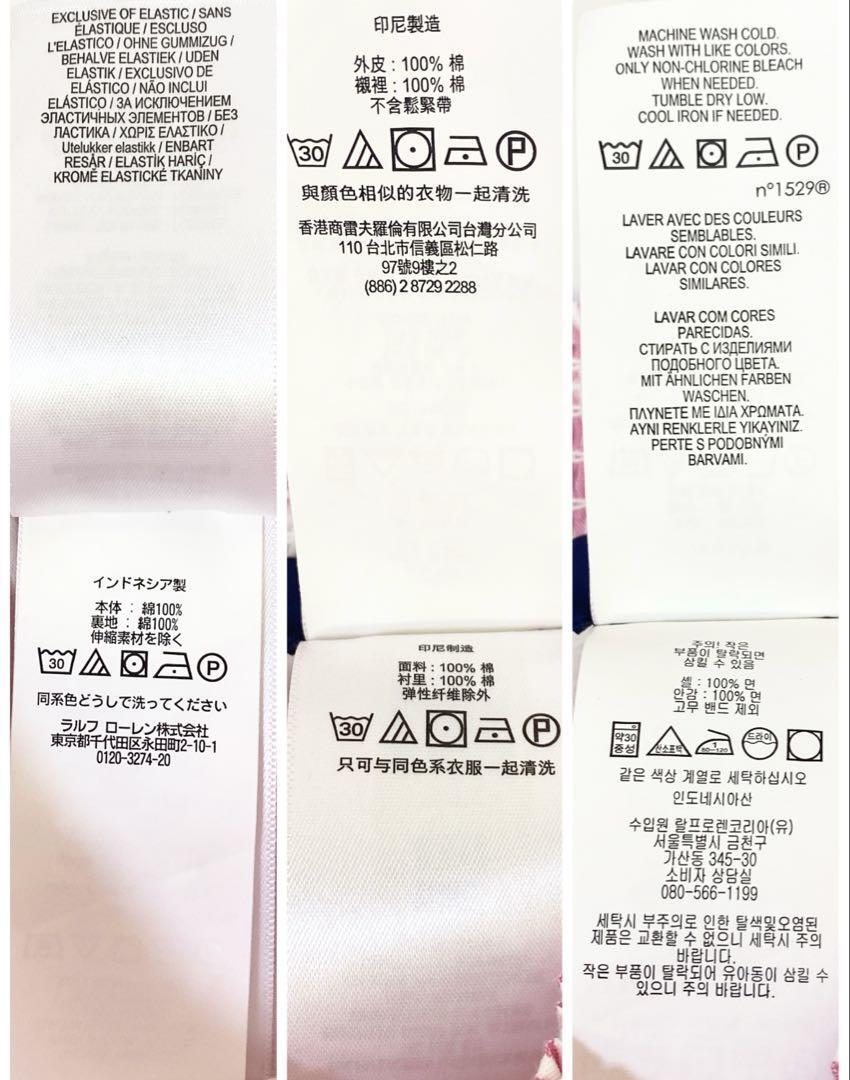 EXCLUSIVE OF ELASTIC / SANS
ÉLASTIQUE / ESCLUSO
L'ELASTICO / OHNE GUMMIZUG /
BEHALVE ELASTIEK / UDEN
ELASTIK / EXCLUSIVO DE
ELÁSTICO / NÃO INCLUI
ELÁSTICO / ЗА ИСКЛЮЧЕНИЕМ
ЭЛАСТИЧНЫХ ЭЛЕМЕНТОВ / БЕЗ
ЛАСТИКА / ΧΩΡΙΣ ΕΛΑΣΤΙΚΟ /
Utelukker elastikk / ENBART
RESÅR / ELASTİK HARİÇ /
KROMĚ ELASTICKÉ TKANINY
インドネシア製
本体 : 綿100%
裏地 : 綿100%
伸縮素材を除く
30 P
同系色どうしで洗ってください
ラルフ ローレン株式会社
東京都千代田区永田町2-10-1
0120-3274-20
印尼製造
外皮 : 100% 棉
襯裡 : 100% 棉
不含鬆緊帶
30 P
與顏色相似的衣物一起清洗
香港商雷夫羅倫有限公司台灣分公司
110 台北市信義區松仁路
97號9樓之2
(886) 2 8729 2288
印尼制造
面料 : 100% 棉
衬里 : 100% 棉
弹性纤维除外
30 P
只可与同色系衣服一起清洗
MACHINE WASH COLD.
WASH WITH LIKE COLORS.
ONLY NON-CHLORINE BLEACH
WHEN NEEDED.
TUMBLE DRY LOW.
COOL IRON IF NEEDED.
30 P
n°1529®
LAVER AVEC DES COULEURS
SEMBLABLES.
LAVARE CON COLORI SIMILI.
LAVAR CON COLORES
SIMILARES.
LAVAR COM CORES
PARECIDAS.
СТИРАТЬ С ИЗДЕЛИЯМИ
ПОДОБНОГО ЦВЕТА.
MIT ÄHNLICHEN FARBEN
WASCHEN.
ΠΛΥΝΕΤΕ ΜΕ ΙΔΙΑ ΧΡΩΜΑΤΑ.
AYNI RENKLERLE YIKAYINIZ.
PERTE S PODOBNÝMI
BARVAMI.
주의! 작은
부품이 탈락되면
삼킬 수 있음
셸 : 100% 면
안감 : 100% 면
고무 밴드 제외
약30 중성 산소표백 1 80~120 드라이
같은 색상 계열로 세탁하십시오
인도네시아산
수입원 랄프로렌코리아(유)
서울특별시 금천구
가산동 345-30
소비자 상담실
080-566-1199
세탁시 부주의로 인한 탈색및오염된
제품은 교환할 수 없으니 세탁시 주의
바랍니다.
작은 부품이 탈락되어 유아동이 삼킬 수
있으니 주의 바랍니다.